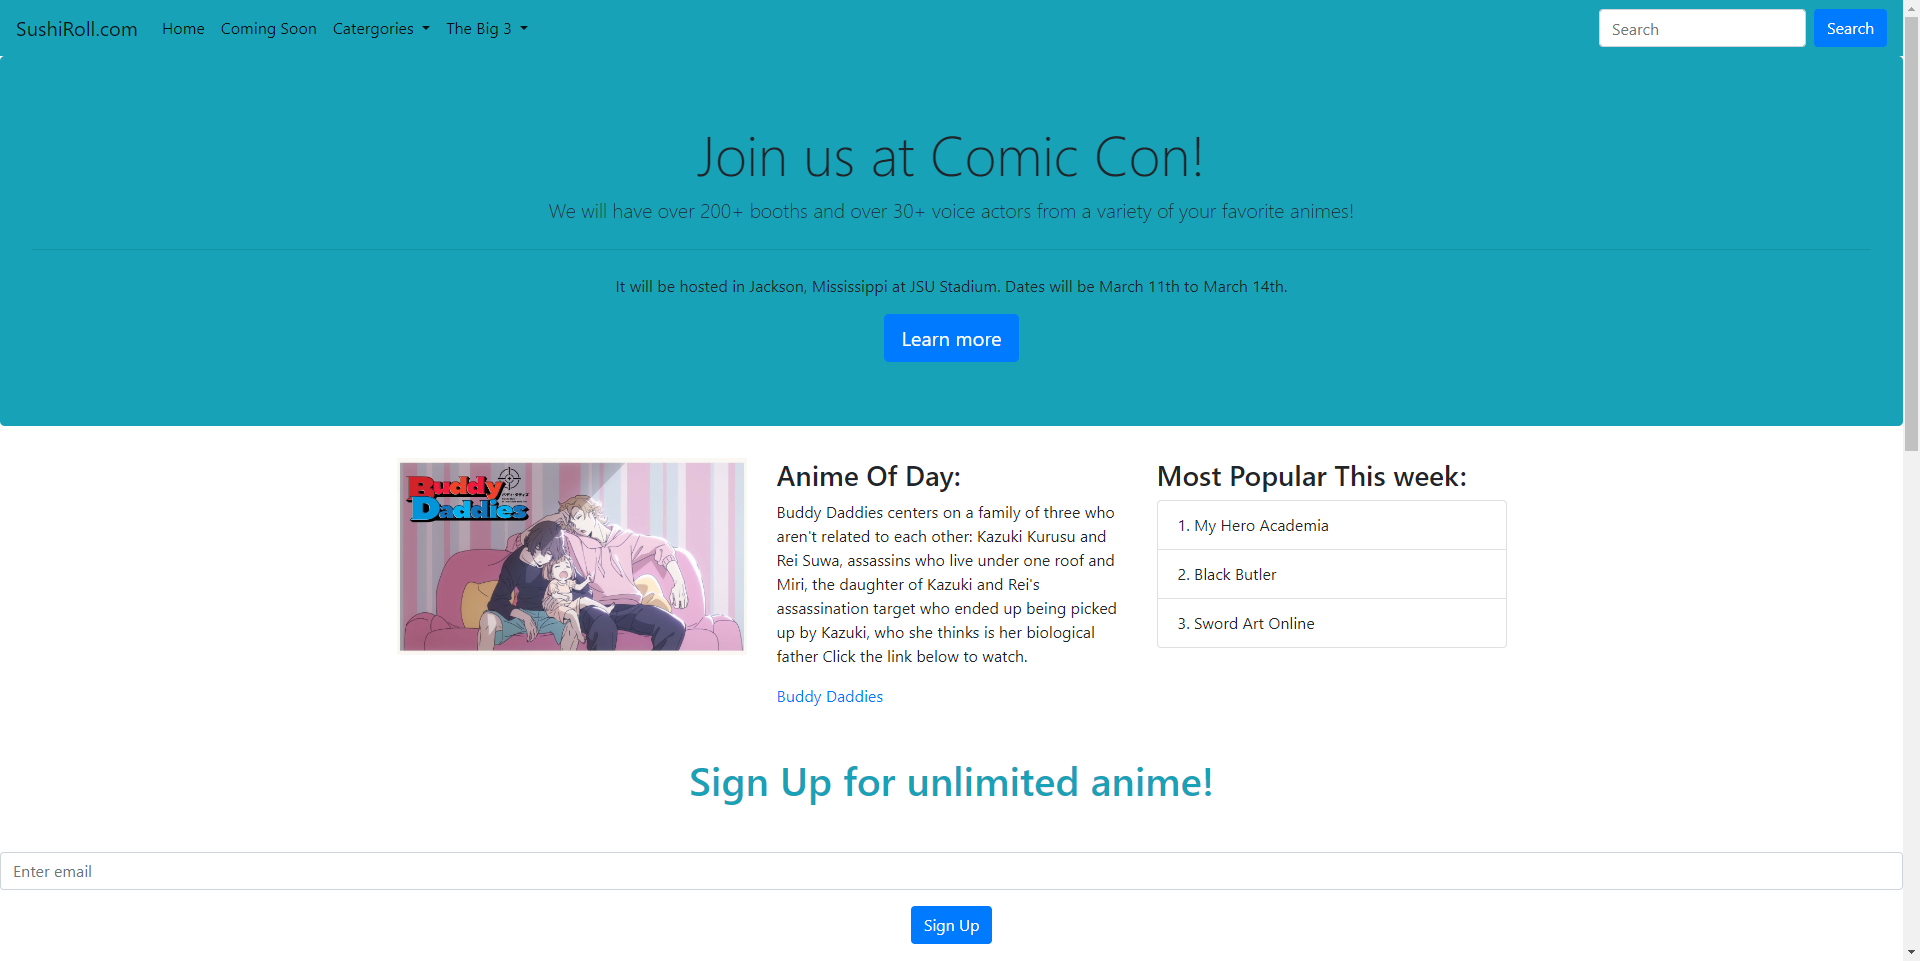 SushiRoll.com Home Coming Soon Catergories The Big 3 Search Search
Join us at Comic Con!
We will have over 200+ booths and over 30+ voice actors from a variety of your favorite animes!
It will be hosted in Jackson, Mississippi at JSU Stadium. Dates will be March 11th to March 14th.
Learn more
Buddy
Daddies
Anime Of Day:
Buddy Daddies centers on a family of three who
aren't related to each other: Kazuki Kurusu and
Rei Suwa, assassins who live under one roof and
Miri, the daughter of Kazuki and Rei's
assassination target who ended up being picked
up by Kazuki, who she thinks is her biological
father Click the link below to watch.
Buddy Daddies
Most Popular This week:
1. My Hero Academia
2. Black Butler
3. Sword Art Online
Sign Up for unlimited anime!
Enter email
Sign Up